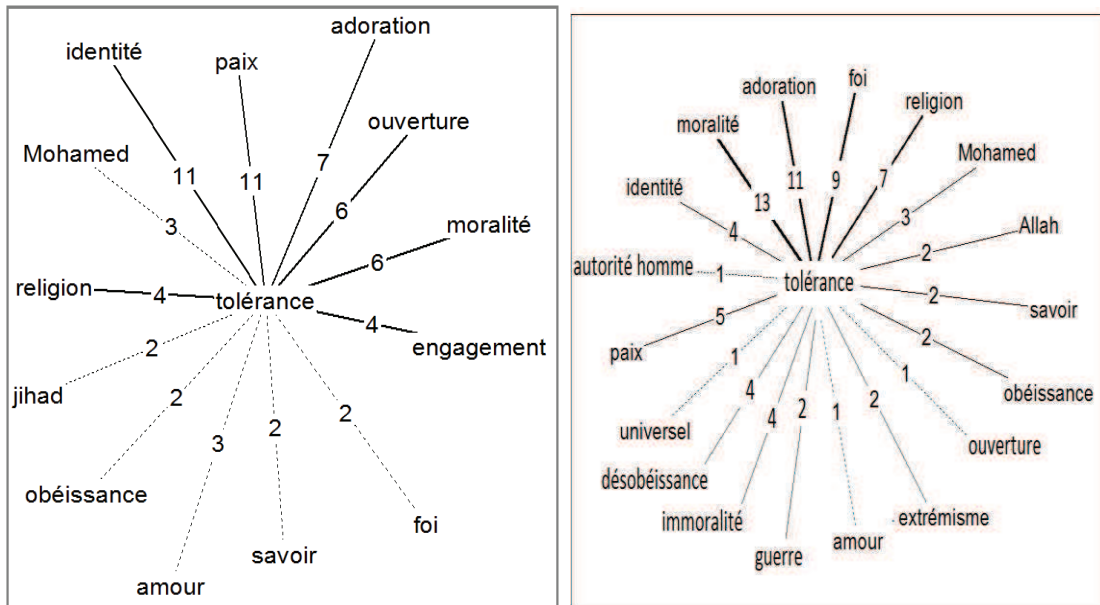 adoration
identité
paix
ouverture
Mohamed
7
11
11
6
3
moralité
6
religion
4
tolérance
4
engagement
2
jihad
2
2
3
2
obéissance
foi
savoir
amour
foi
adoration
religion
moralité
Mohamed
11
9
7
identité
13
3
4
Allah
2
autorité homme
1
tolérance
2
savoir
5
2
paix
1
1
obéissance
4
4
2
1
2
universel
ouverture
désobéissance
immoralité
extrémisme
amour
guerre